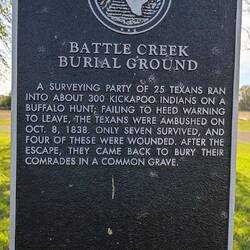 BATTLE CREEK
BURIAL GROUND
A SURVEYING PARTY OF 25 TEXANS RAN
INTO ABOUT 300 KICKAPOO INDIANS ON A
BUFFALO HUNT; FAILING TO HEED WARNING
TO LEAVE, THE TEXANS WERE AMBUSHED ON
OCT. 8, 1838. ONLY SEVEN SURVIVED, AND
FOUR OF THESE WERE WOUNDED. AFTER THE
ESCAPE, THEY CAME BACK TO BURY THEIR
COMRADES IN A COMMON GRAVE.